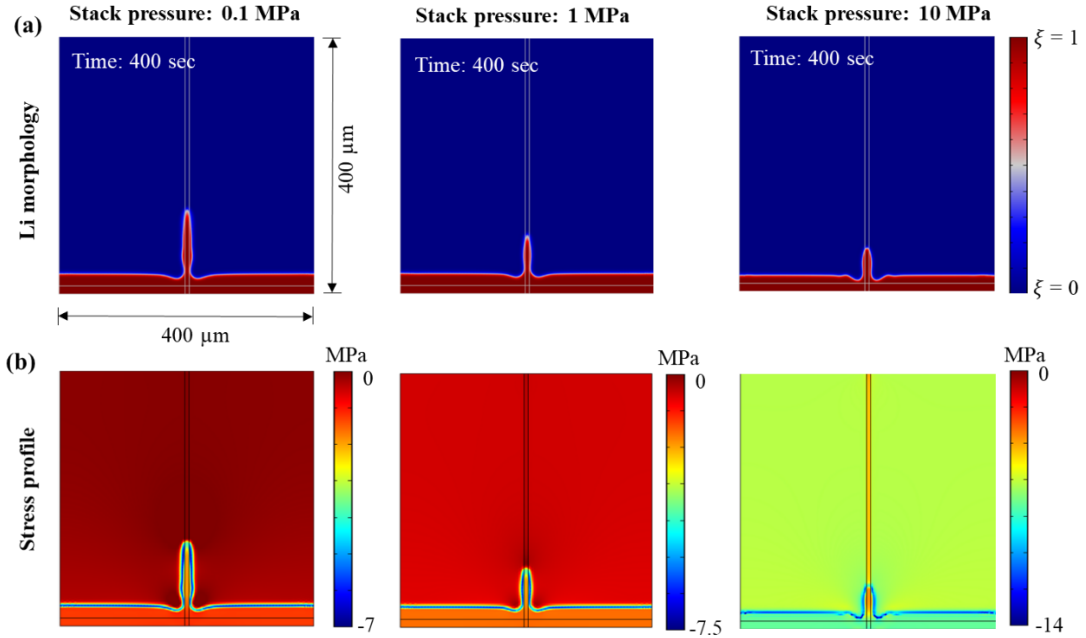 (a)
Stack pressure: 0.1 MPa
Stack pressure: 1 MPa
Stack pressure: 10 MPa
Li morphology
Time: 400 sec
400 µm
400 µm
Time: 400 sec
Time: 400 sec
ξ = 1
ξ = 0
(b)
Stress profile
MPa
0
-7
MPa
0
-7.5
MPa
0
-14